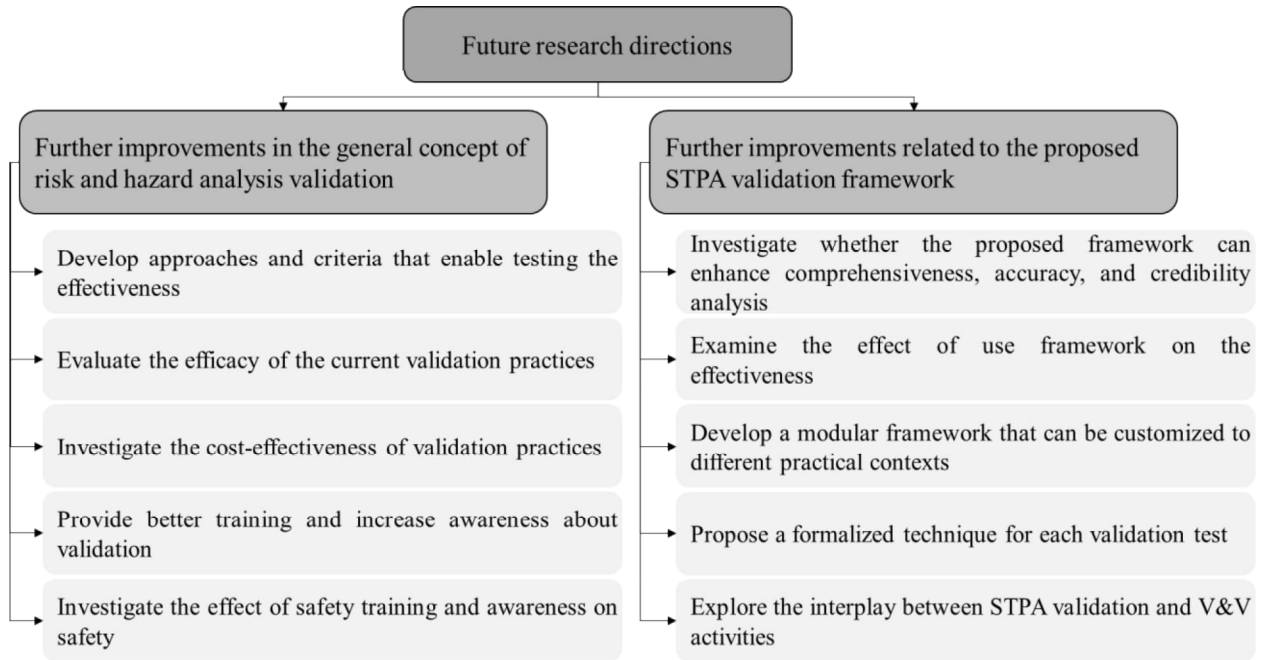 Future research directions
Further improvements in the general concept of
risk and hazard analysis validation
Develop approaches and criteria that enable testing the
effectiveness
Evaluate the efficacy of the current validation practices
Investigate the cost-effectiveness of validation practices
Provide better training and increase awareness about
validation
Investigate the effect of safety training and awareness on
safety
Further improvements related to the proposed
STPA validation framework
Investigate whether the proposed framework can
enhance comprehensiveness, accuracy, and credibility
analysis
Examine the effect of use framework on the
effectiveness
Develop a modular framework that can be customized to
different practical contexts
Propose a formalized technique for each validation test
Explore the interplay between STPA validation and V&V
activities